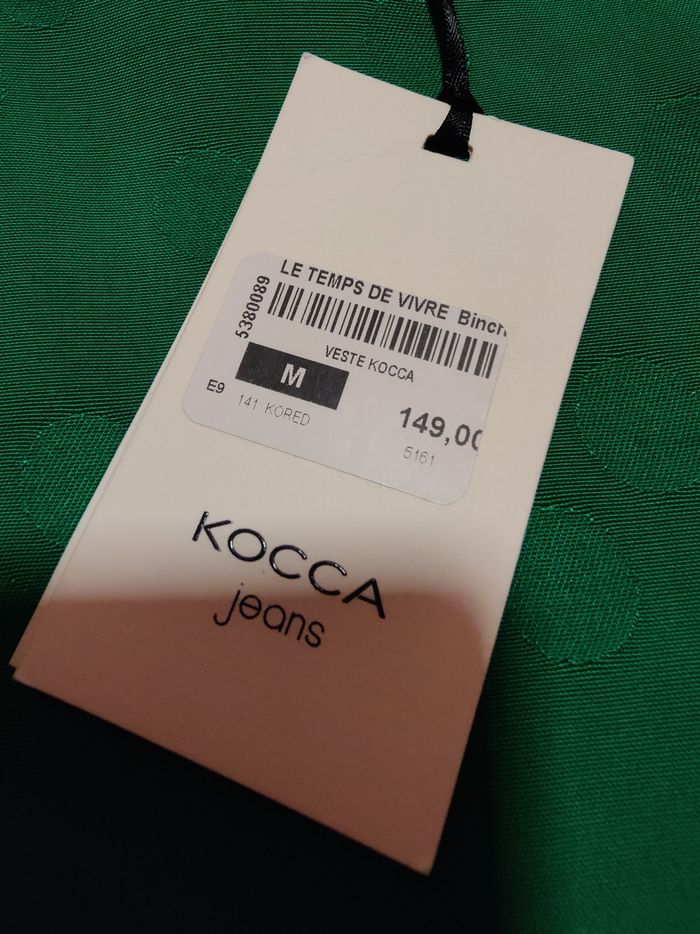 LE TEMPS DE VIVRE Binch
5380089
VESTE KOCCA
M
E9
141 KORED
149,00
5161
KOCCA
jeans